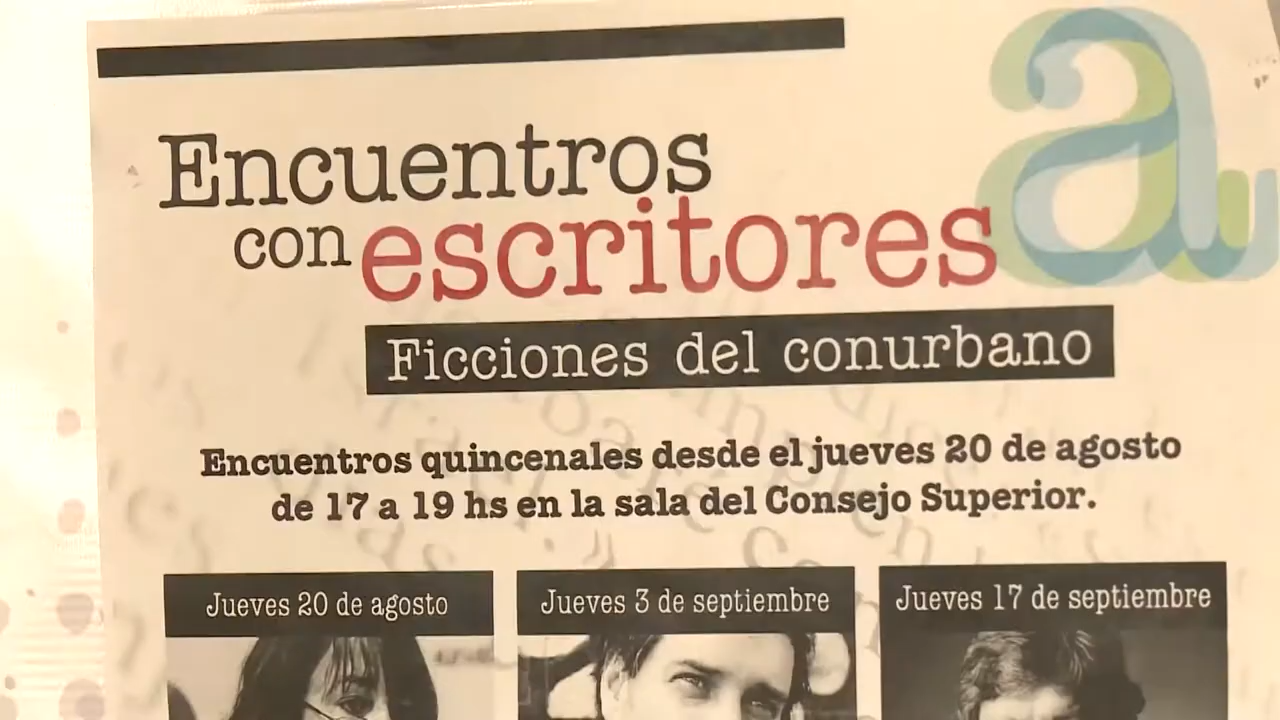 Encuentros
con escritores
Ficciones del conurbano
Encuentros quincenales desde el jueves 20 de agosto
de 17 a 19 hs en la sala del Consejo Superior.
Jueves 20 de agosto
Jueves 3 de septiembre
Jueves 17 de septiembre